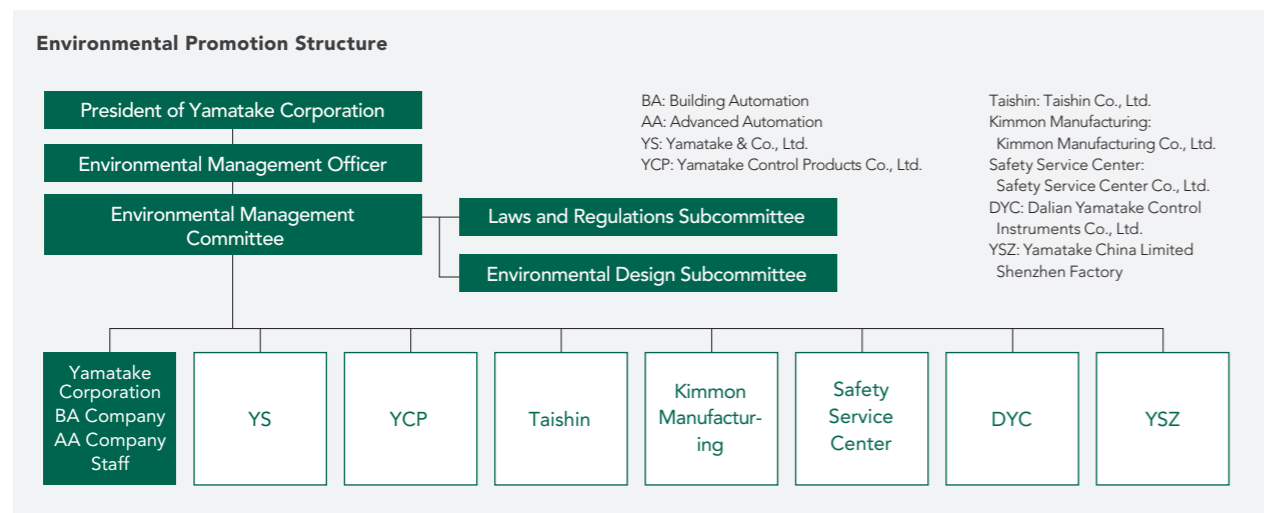 Environmental Promotion Structure
President of Yamatake Corporation
Environmental Management Officer
Environmental Management
Committee
Laws and Regulations Subcommittee
Environmental Design Subcommittee
BA: Building Automation
AA: Advanced Automation
YS: Yamatake & Co., Ltd.
YCP: Yamatake Control Products Co., Ltd.
Taishin: Taishin Co., Ltd.
Kimmon Manufacturing:
Kimmon Manufacturing Co., Ltd.
Safety Service Center:
Safety Service Center Co., Ltd.
DYC: Dalian Yamatake Control
Instruments Co., Ltd.
YSZ: Yamatake China Limited
Shenzhen Factory
Yamatake
Corporation
BA Company
AA Company
Staff
YS
YCP
Taishin
Kimmon
Manufactur-
ing
Safety
Service
Center
DYC
YSZ